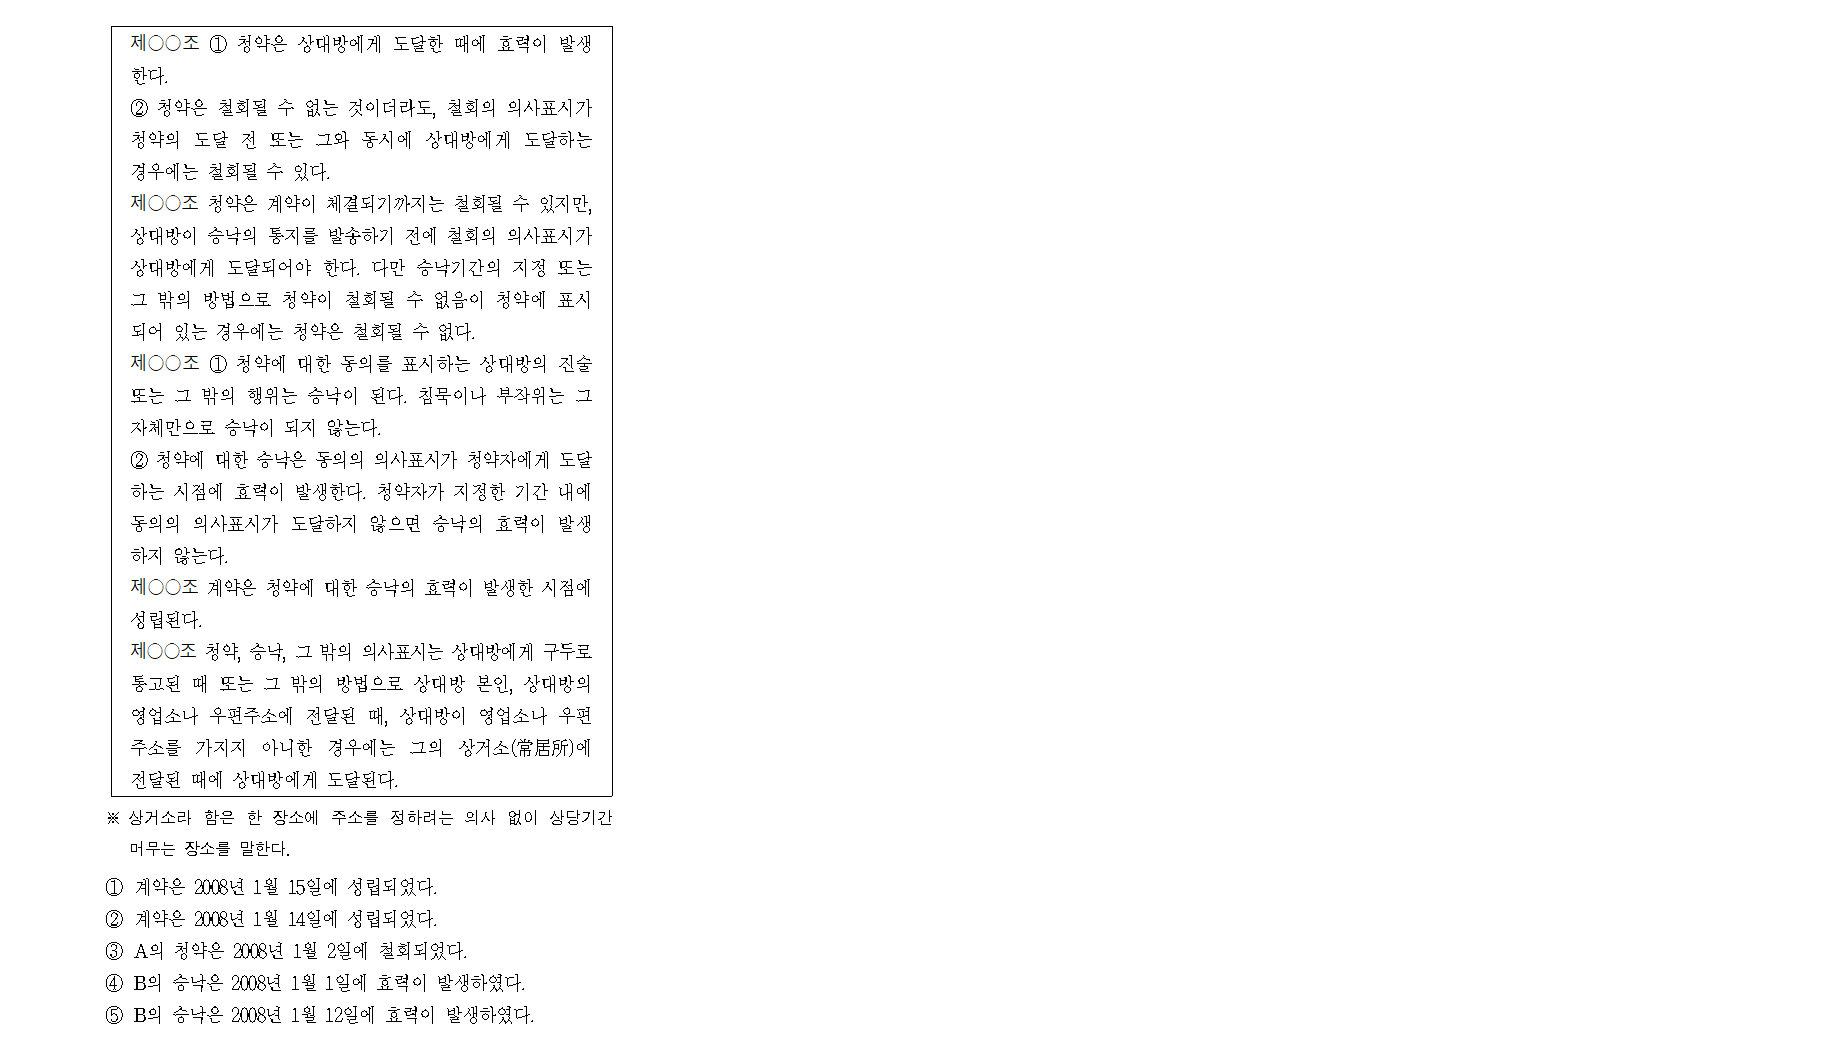 제○○조 ① 청약은 상대방에게 도달한 때에 효력이 발생
한다.
② 청약은 철회될 수 없는 것이더라도, 철회의 의사표시가
청약의 도달 전 또는 그와 동시에 상대방에게 도달하는
경우에는 철회될 수 있다.
제○○조 청약은 계약이 체결되기까지는 철회될 수 있지만,
상대방이 승낙의 통지를 발송하기 전에 철회의 의사표시가
상대방에게 도달되어야 한다. 다만 승낙기간의 지정 또는
그 밖의 방법으로 청약이 철회될 수 없음이 청약에 표시
되어 있는 경우에는 청약은 철회될 수 없다.
제○○조 ① 청약에 대한 동의를 표시하는 상대방의 진술
또는 그 밖의 행위는 승낙이 된다. 침묵이나 부작위는 그
자체만으로 승낙이 되지 않는다.
② 청약에 대한 승낙은 동의의 의사표시가 청약자에게 도달
하는 시점에 효력이 발생한다. 청약자가 지정한 기간 내에
동의의 의사표시가 도달하지 않으면 승낙의 효력이 발생
하지 않는다.
제○○조 계약은 청약에 대한 승낙의 효력이 발생한 시점에
성립된다.
제○○조 청약, 승낙, 그 밖의 의사표시는 상대방에게 구두로
통고된 때 또는 그 밖의 방법으로 상대방 본인, 상대방의
영업소나 우편주소에 전달된 때, 상대방이 영업소나 우편
주소를 가지지 아니한 경우에는 그의 상거소(常居所)에
전달된 때에 상대방에게 도달된다.
※ 상거소라 함은 한 장소에 주소를 정하려는 의사 없이 상당기간
머무는 장소를 말한다.
① 계약은 2008년 1월 15일에 성립되었다.
② 계약은 2008년 1월 14일에 성립되었다.
③ A의 청약은 2008년 1월 2일에 철회되었다.
④ B의 승낙은 2008년 1월 1일에 효력이 발생하였다.
⑤ B의 승낙은 2008년 1월 12일에 효력이 발생하였다.